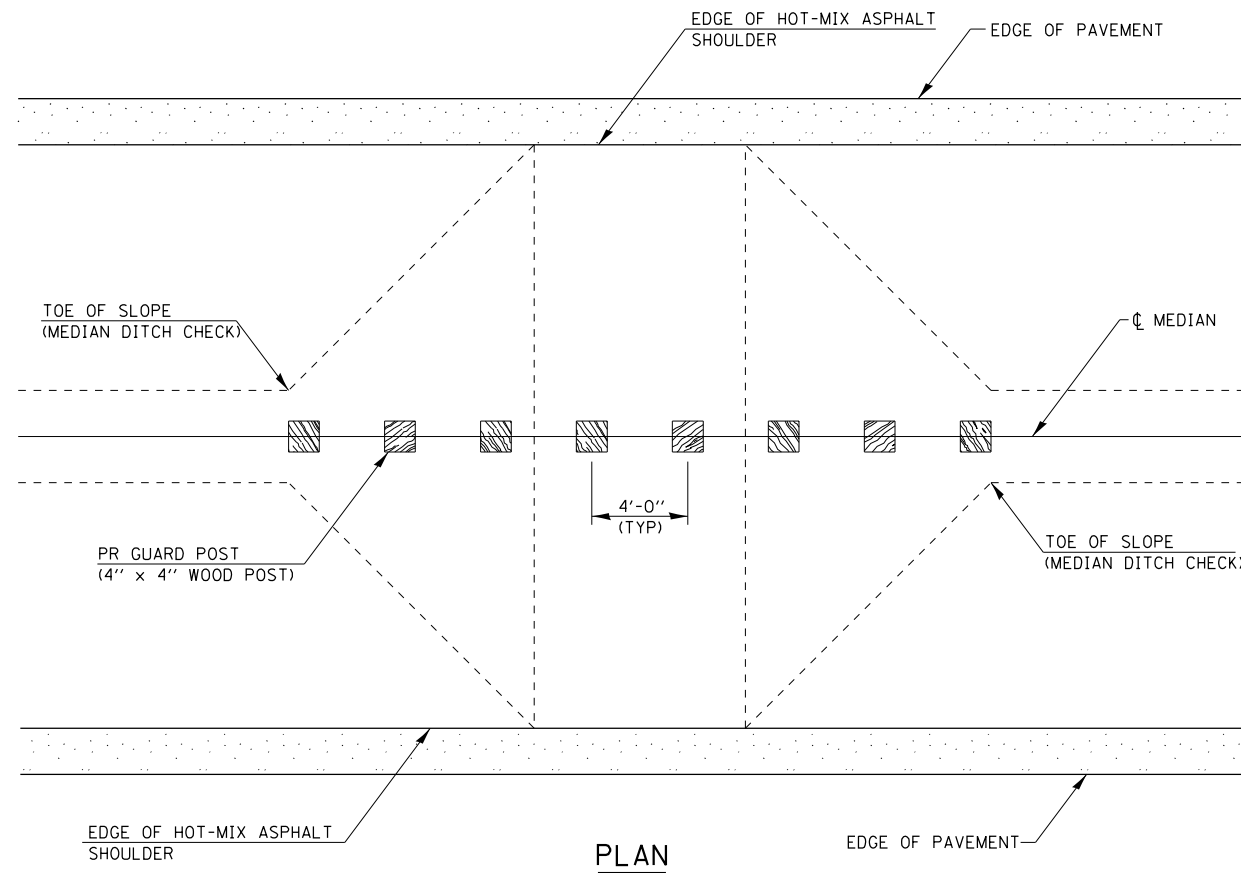 EDGE OF HOT-MIX ASPHALT
SHOULDER
EDGE OF PAVEMENT
TOE OF SLOPE
(MEDIAN DITCH CHECK)
℄ MEDIAN
4'-0"
(TYP)
PR GUARD POST
(4" x 4" WOOD POST)
TOE OF SLOPE
(MEDIAN DITCH CHECK)
EDGE OF HOT-MIX ASPHALT
SHOULDER
EDGE OF PAVEMENT
PLAN